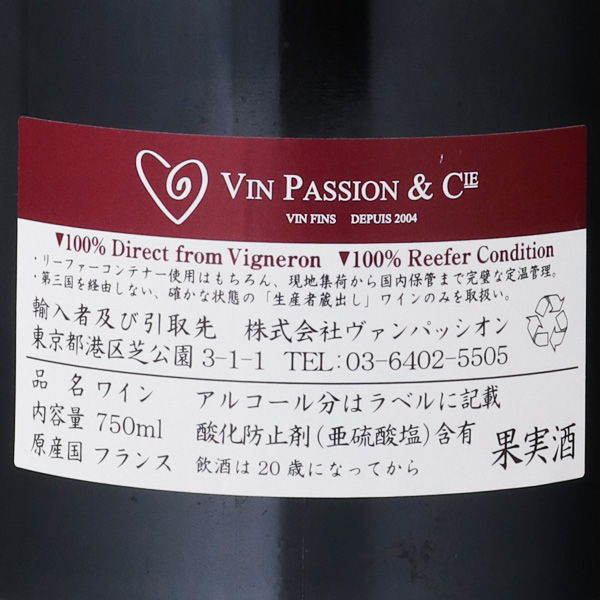 VIN PASSION & CIE
VIN FINS DEPUIS 2004
▼100% Direct from Vigneron ▼100% Reefer Condition
・リーファーコンテナー使用はもちろん、現地集荷から国内保管まで完璧な定温管理。
・第三国を経由しない、確かな状態の「生産者蔵出し」ワインのみを取扱い。
輸入者及び引取先 株式会社ヴァンパッシオン
東京都港区芝公園 3-1-1 TEL:03-6402-5505
品名 ワイン アルコール分はラベルに記載
内容量 750ml 酸化防止剤(亜硫酸塩)含有 果実酒
原産国 フランス 飲酒は20歳になってから